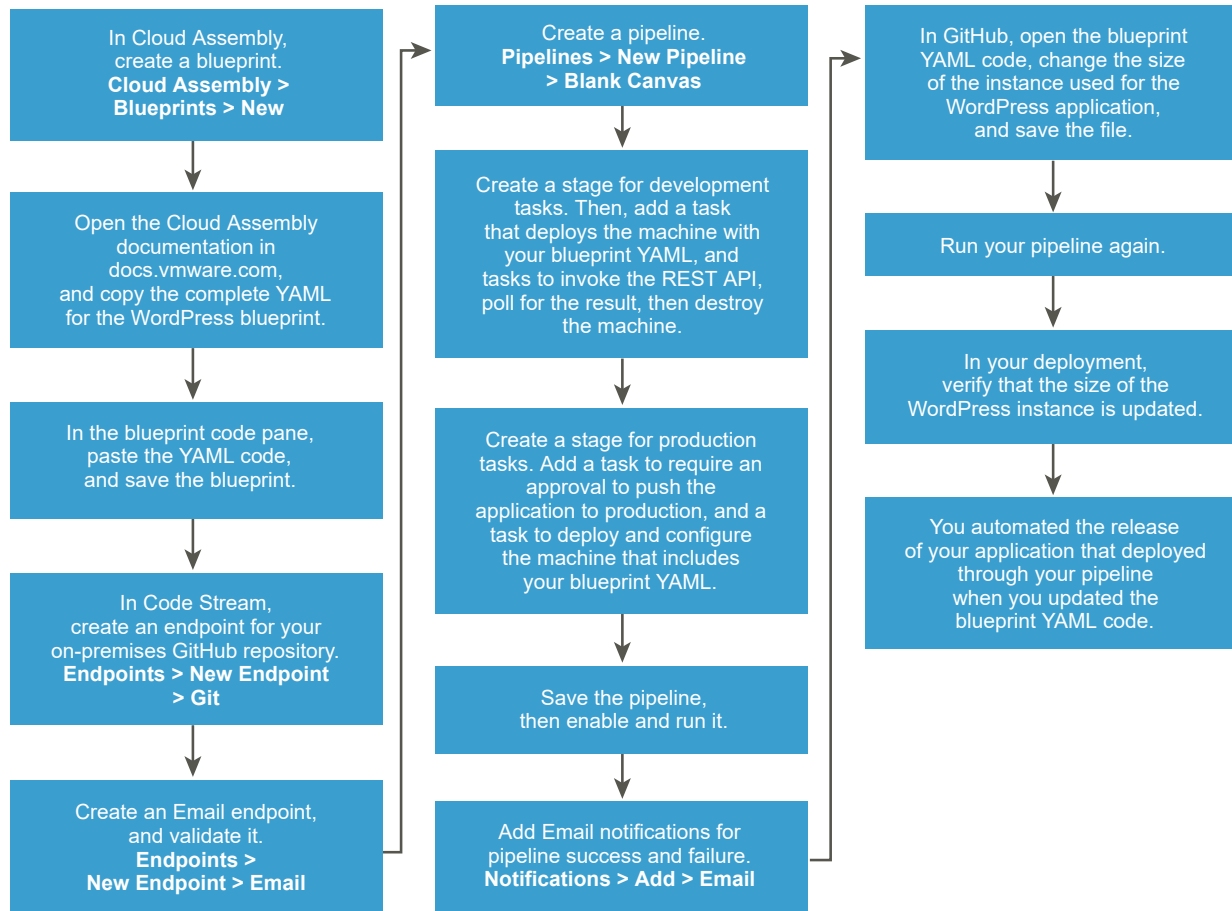 In Cloud Assembly,
create a blueprint.
Cloud Assembly >
Blueprints > New
Open the Cloud Assembly
documentation in
docs.vmware.com,
and copy the complete YAML
for the WordPress blueprint.
In the blueprint code pane,
paste the YAML code,
and save the blueprint.
In Code Stream,
create an endpoint for your
on-premises GitHub repository.
Endpoints > New Endpoint
> Git
Create an Email endpoint,
and validate it.
Endpoints >
New Endpoint > Email
Create a pipeline.
Pipelines > New Pipeline
> Blank Canvas
Create a stage for development
tasks. Then, add a task
that deploys the machine with
your blueprint YAML, and
tasks to invoke the REST API,
poll for the result, then destroy
the machine.
Create a stage for production
tasks. Add a task to require an
approval to push the
application to production, and a
task to deploy and configure
the machine that includes
your blueprint YAML.
Save the pipeline,
then enable and run it.
Add Email notifications for
pipeline success and failure.
Notifications > Add > Email
In GitHub, open the blueprint
YAML code, change the size
of the instance used for the
WordPress application,
and save the file.
Run your pipeline again.
In your deployment,
verify that the size of the
WordPress instance is updated.
You automated the release
of your application that deployed
through your pipeline
when you updated the
blueprint YAML code.